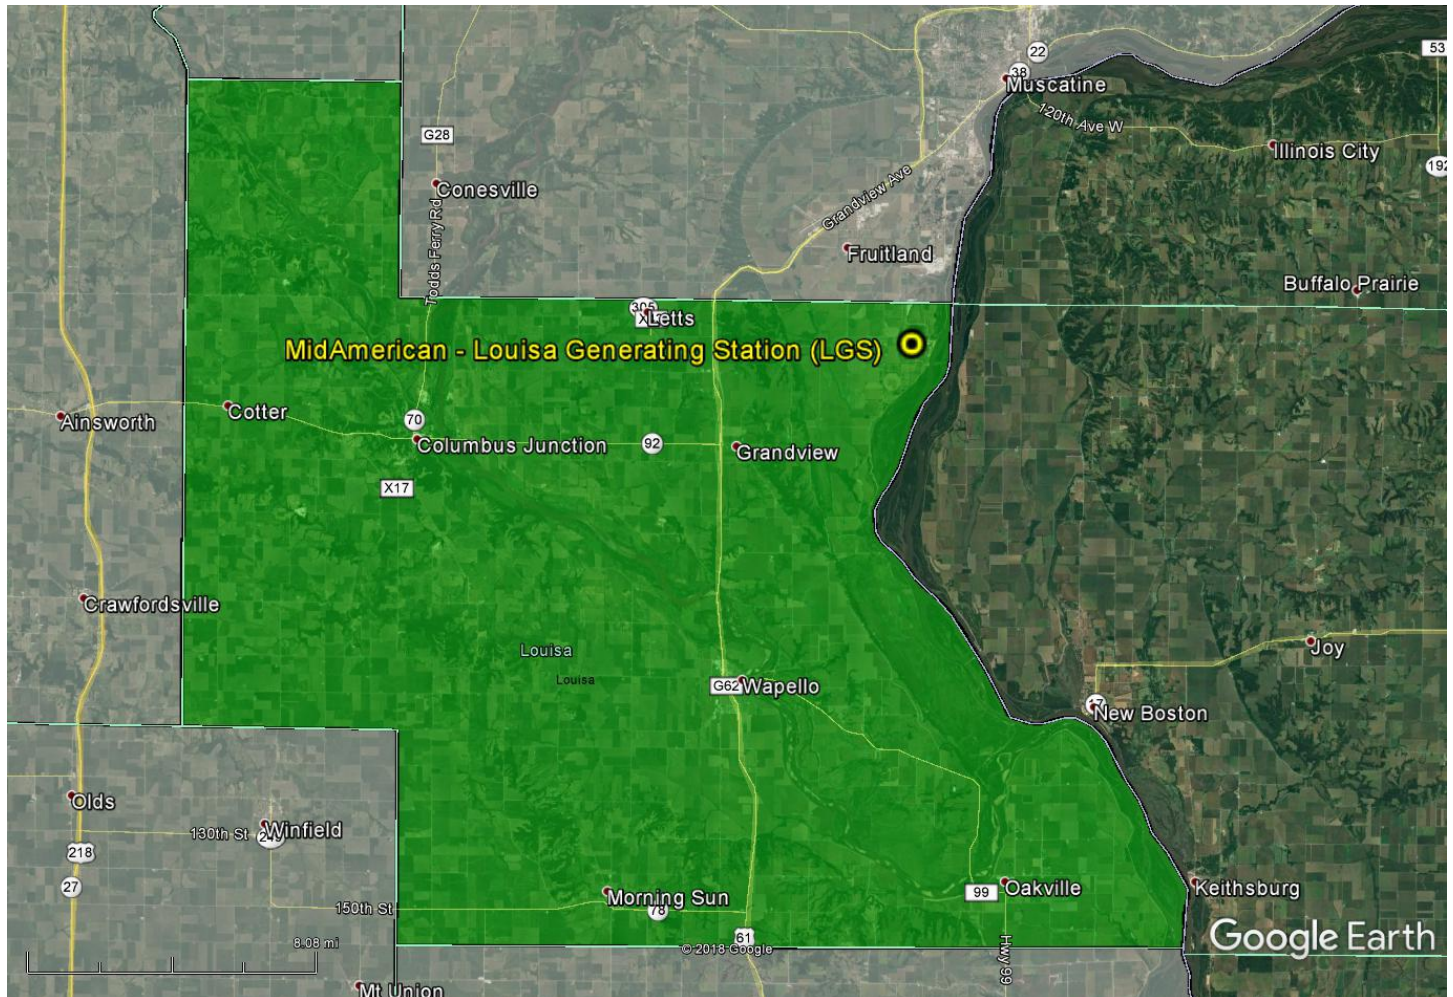 22
38
Muscatine
53
120th Ave W
G28
Illinois City
192
Conesville
Grandview Ave
Todds Ferry Rd
Fruitland
Buffalo Prairie
305
Letts
MidAmerican - Louisa Generating Station (LGS)
Ainsworth
Cotter
70
Columbus Junction
92
Grandview
X17
Crawfordsville
Louisa
Louisa
Joy
G62
Wapello
New Boston
Olds
130th St
Winfield
218
27
Morning Sun
99
Oakville
Keithsburg
150th St
78
61
8.08 mi
© 2018 Google
Hwy 99
Google Earth
Mt Union